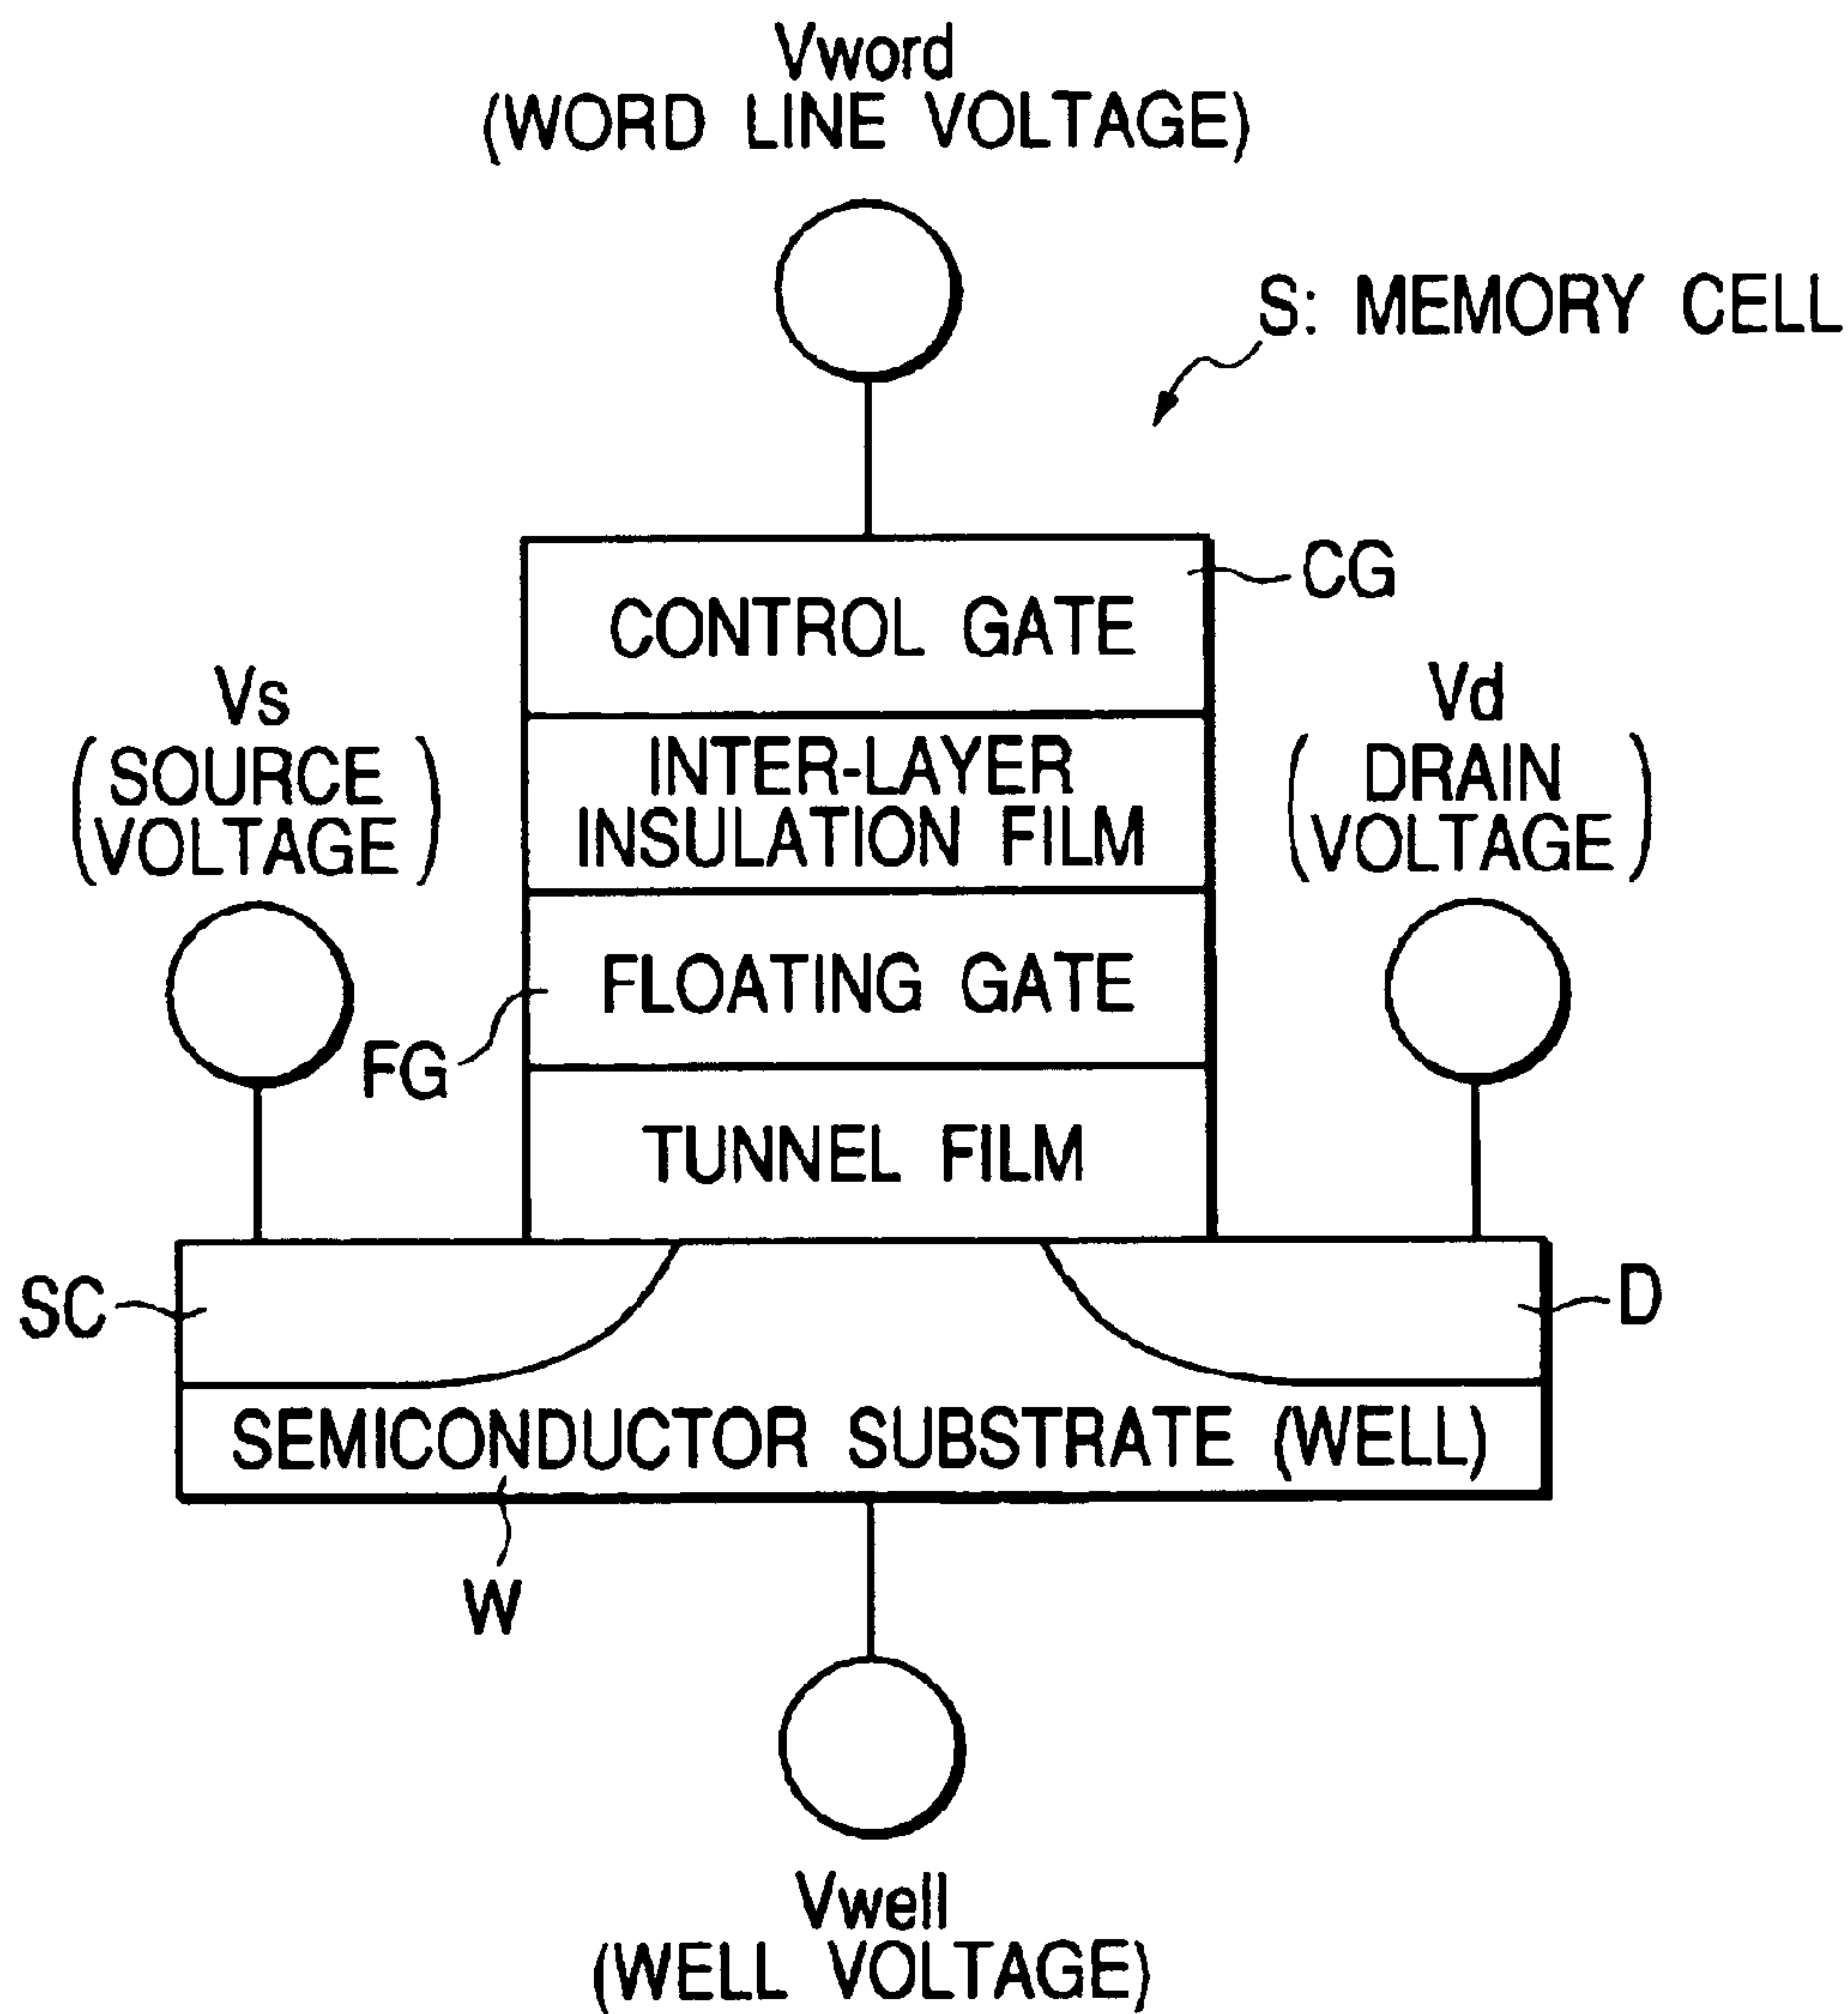 Vword
(WORD LINE VOLTAGE)
S: MEMORY CELL
CG
CONTROL GATE
Vs
(SOURCE
VOLTAGE)
Vd
(DRAIN
VOLTAGE)
INTER-LAYER
INSULATION FILM
FLOATING GATE
FG
TUNNEL FILM
SC
D
SEMICONDUCTOR SUBSTRATE (WELL)
W
Vwell
(WELL VOLTAGE)